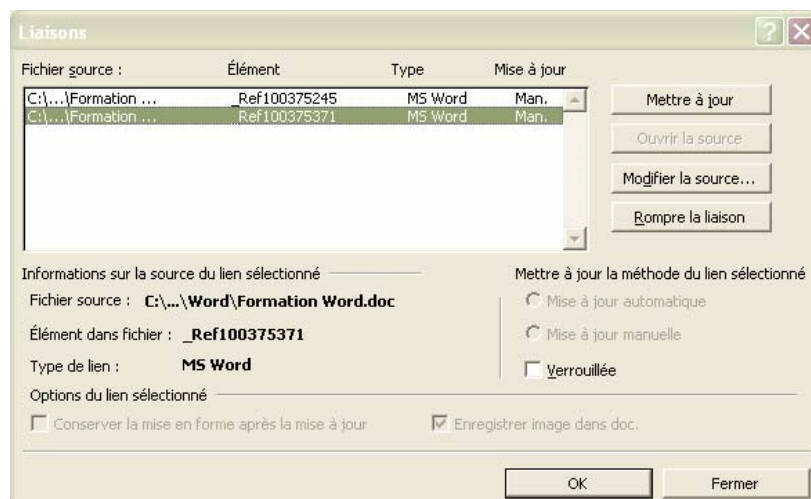 Liaisons
Fichier source : Élément Type Mise à jour
C:\...\Formation ... _Ref100375245 MS Word Man.
C:\...\Formation ... _Ref100375371 MS Word Man.
Mettre à jour
Ouvrir la source
Modifier la source...
Rompre la liaison
Informations sur la source du lien sélectionné
Fichier source : C:\...\Word\Formation Word.doc
Élément dans fichier : _Ref100375371
Type de lien : MS Word
Mettre à jour la méthode du lien sélectionné
Mise à jour automatique
Mise à jour manuelle
Verrouillée
Options du lien sélectionné
Conserver la mise en forme après la mise à jour
Enregistrer image dans doc.
OK
Fermer